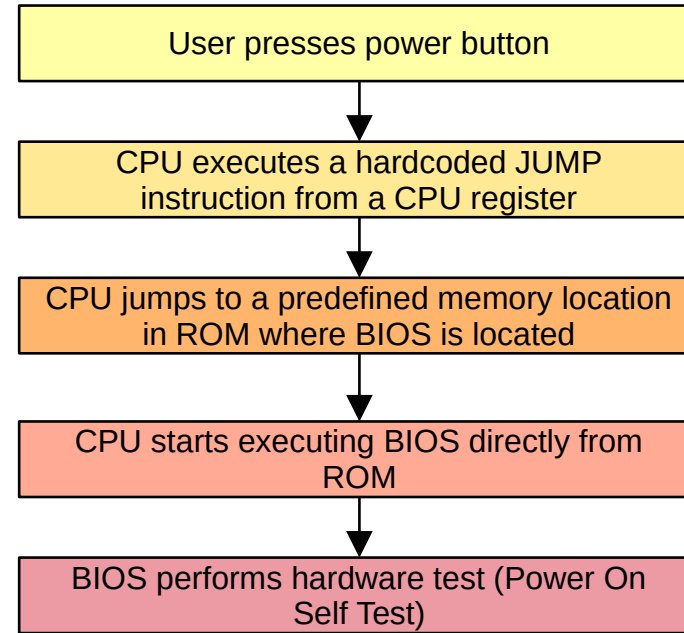 User presses power button
CPU executes a hardcoded JUMP
instruction from a CPU register
CPU jumps to a predefined memory location
in ROM where BIOS is located
CPU starts executing BIOS directly from
ROM
BIOS performs hardware test (Power On
Self Test)